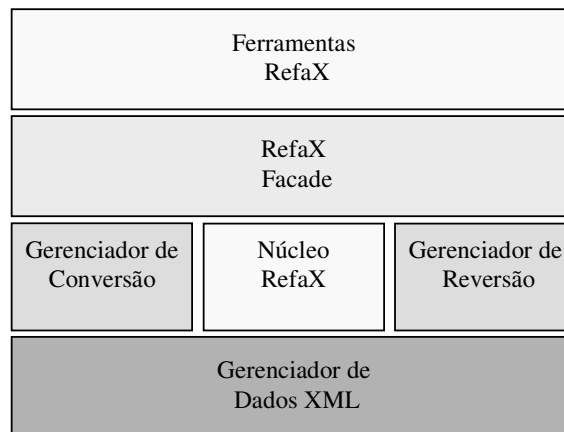 Ferramentas
RefaX
RefaX
Facade
Gerenciador de
Conversão
Núcleo
RefaX
Gerenciador de
Reversão
Gerenciador de
Dados XML